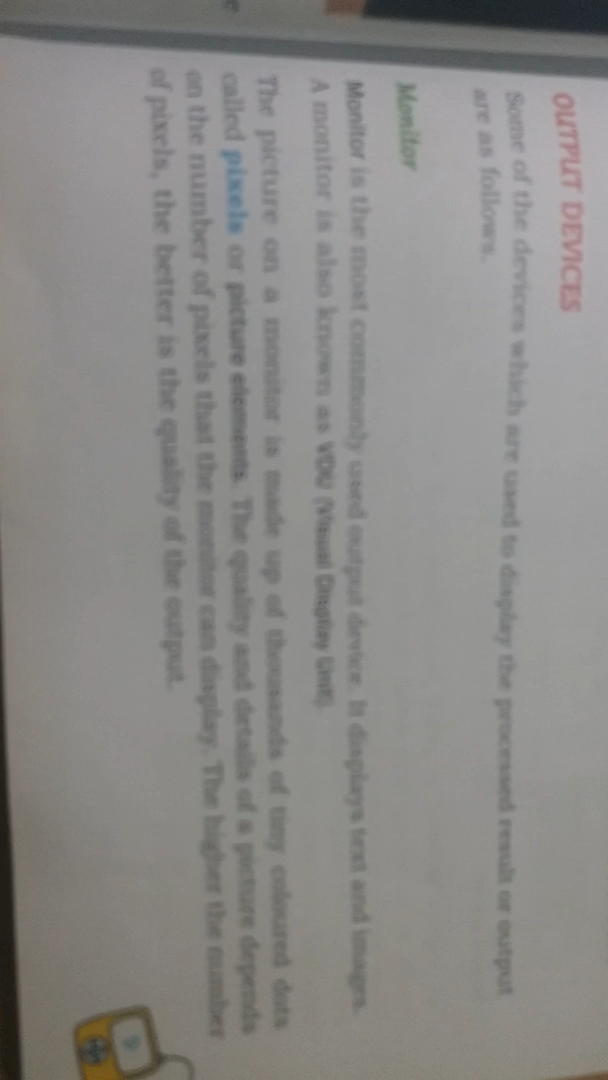 OUTPUT DEVICES
Some of the devices which are used to display the processed result or output
are as follows.
Monitor
Monitor is the most commonly used output device. It displays text and images.
A monitor is also known as VDU (Visual Display Unit).
The picture on a monitor is made up of thousands of tiny coloured dots
called pixels or picture elements. The quality and details of a picture depends
on the number of pixels that the monitor can display. The higher the number
of pixels, the better is the quality of the output.